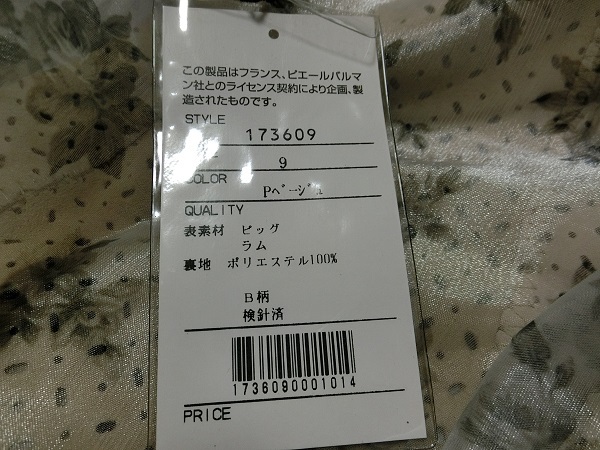 この製品はフランス、ピエールバルマ
ン社とのライセンス契約により企画、製
造されたものです。
STYLE
173609
9
COLOR
Pベージュ
QUALITY
表素材 ピッグ
ラム
裏地 ポリエステル100%
B柄
検針済
1736090001014
PRICE